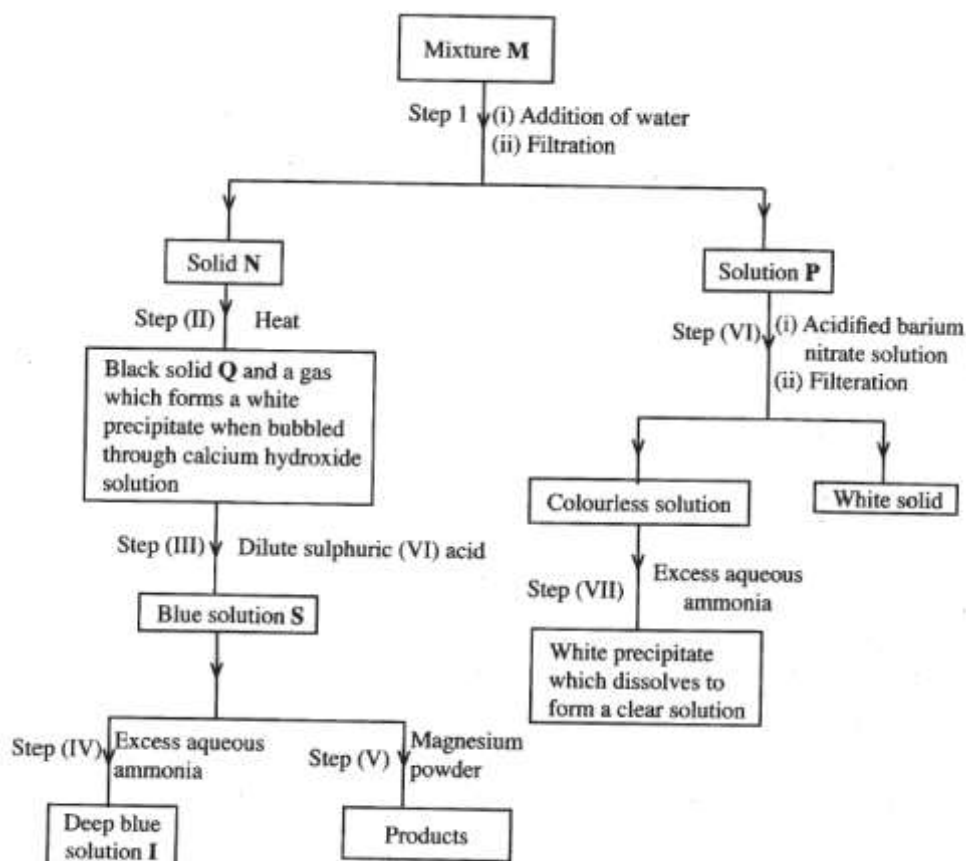 Mixture M
Step 1
(i) Addition of water
(ii) Filtration
Solid N
Solution P
Step (II)
Heat
Step (VI)
(i) Acidified barium
nitrate solution
(ii) Filteration
Black solid Q and a gas
which forms a white
precipitate when bubbled
through calcium hydroxide
solution
Colourless solution
White solid
Step (III)
Dilute sulphuric (VI) acid
Step (VII)
Excess aqueous
ammonia
Blue solution S
White precipitate
which dissolves to
form a clear solution
Step (IV)
Excess aqueous
ammonia
Step (V)
Magnesium
powder
Deep blue
solution I
Products